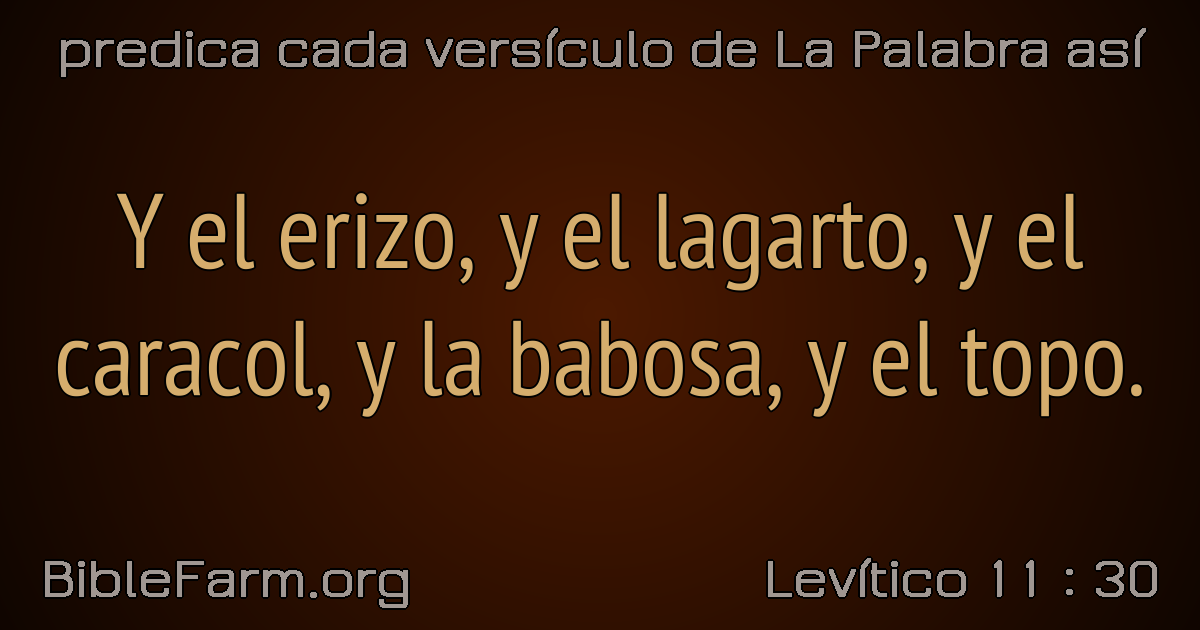 predica cada versículo de La Palabra así
Y el erizo, y el lagarto, y el
caracol, y la babosa, y el topo.
BibleFarm.org
Levítico 11 : 30